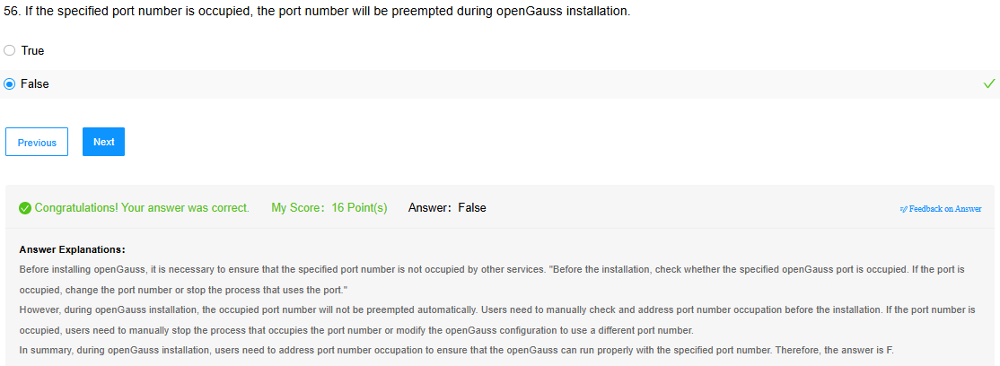 56. If the specified port number is occupied, the port number will be preempted during openGauss installation.
True
False
Previous
Next
Congratulations! Your answer was correct. My Score: 16 Point(s) Answer: False Feedback on Answer
Answer Explanations:
Before installing openGauss, it is necessary to ensure that the specified port number is not occupied by other services. "Before the installation, check whether the specified openGauss port is occupied. If the port is
occupied, change the port number or stop the process that uses the port."
However, during openGauss installation, the occupied port number will not be preempted automatically. Users need to manually check and address port number occupation before the installation. If the port number is
occupied, users need to manually stop the process that occupies the port number or modify the openGauss configuration to use a different port number.
In summary, during openGauss installation, users need to address port number occupation to ensure that the openGauss can run properly with the specified port number. Therefore, the answer is F.